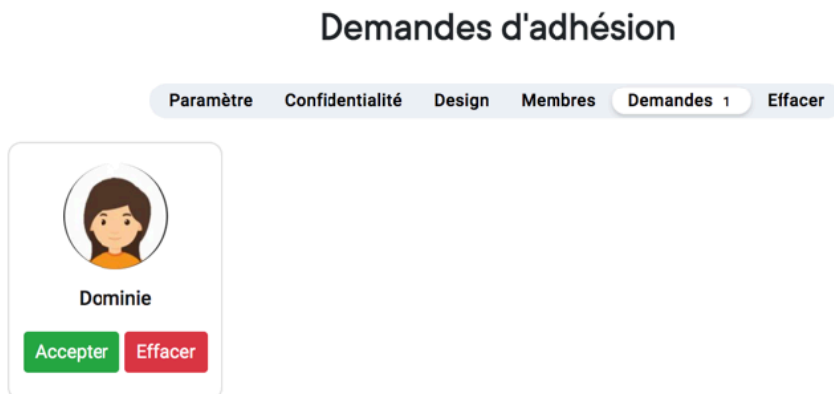 Demandes d'adhésion
Paramètre Confidentialité Design Membres Demandes 1 Effacer
Dominie
Accepter Effacer